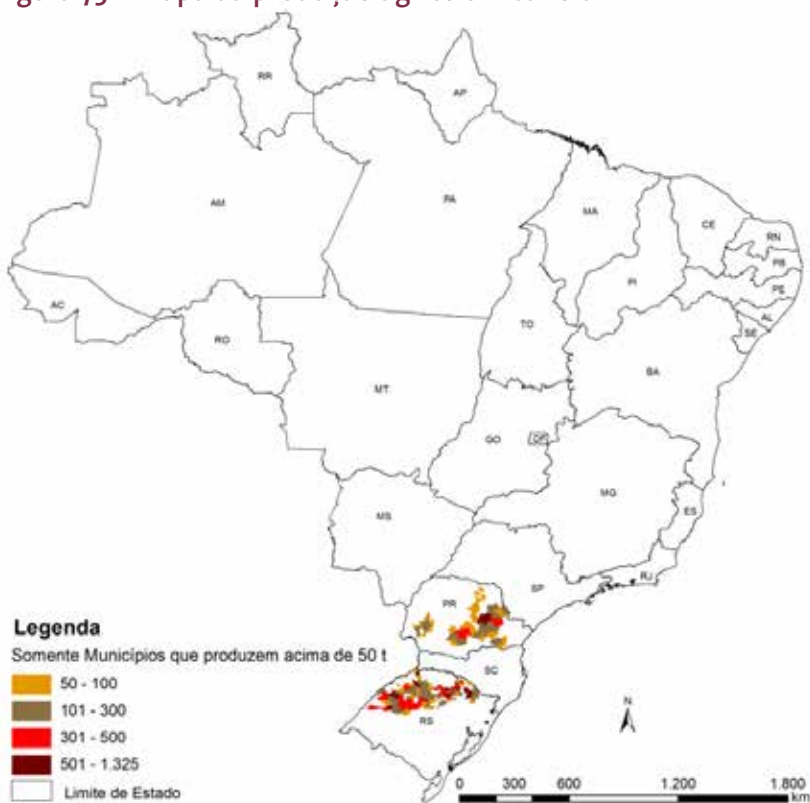 RR
AP
AM
PA
MA
CE
RN
PB
PE
AL
SE
PI
AC
RO
TO
BA
MT
GO
DF
MG
ES
MS
SP
RJ
PR
SC
RS
Legenda
Somente Municípios que produzem acima de 50 t
50 - 100
101 - 300
301 - 500
501 - 1.325
Limite de Estado
N
0 300 600 1.200 1.800
km